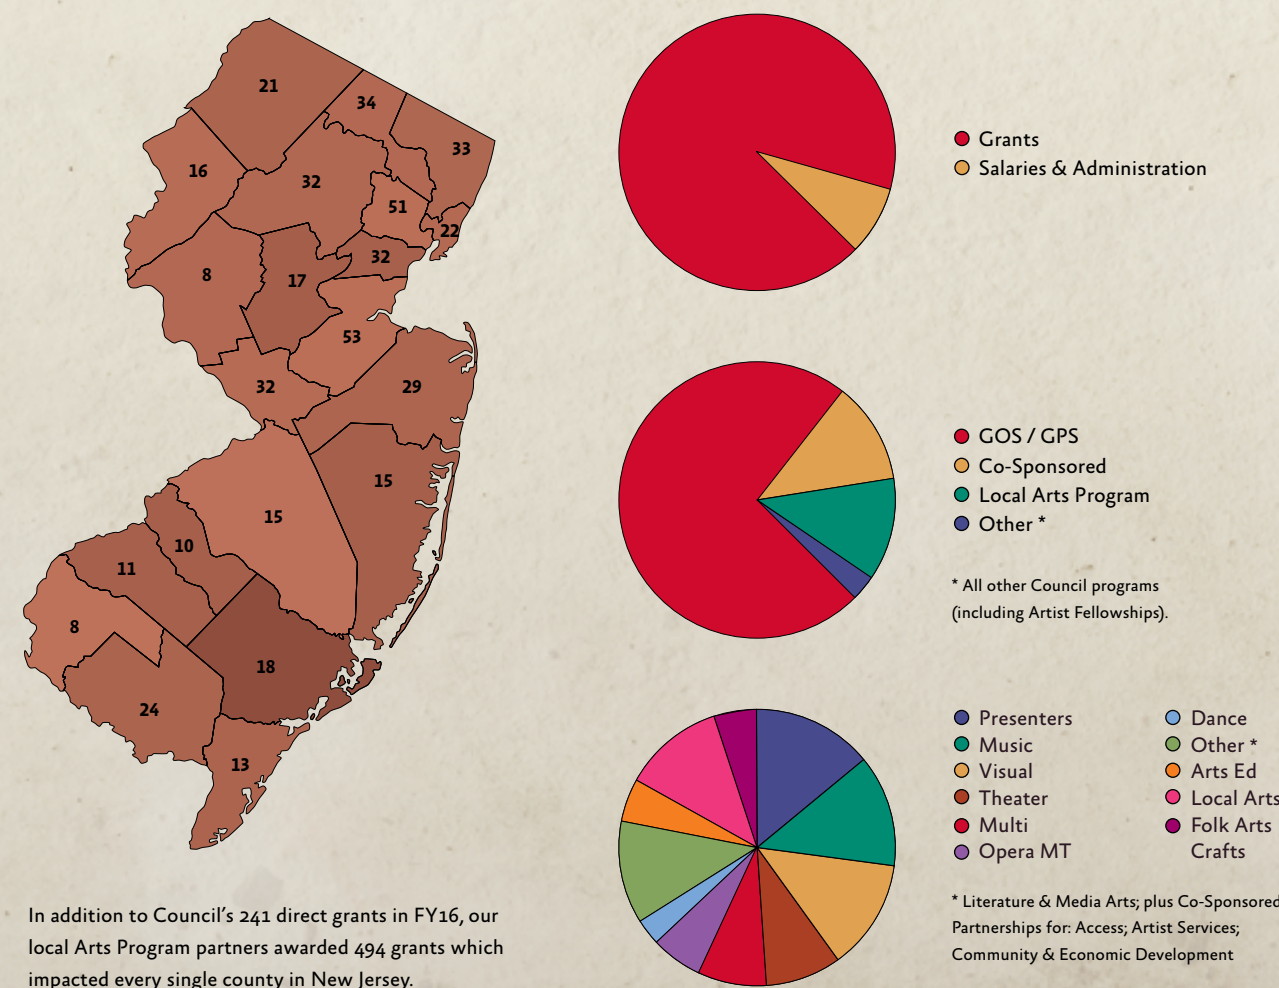 21
34
33
16
32
51
22
32
8
17
53
32
29
15
15
10
11
8
18
24
13
In addition to Council's 241 direct grants in FY16, our
local Arts Program partners awarded 494 grants which
impacted every single county in New Jersey.
Grants
Salaries & Administration
GOS / GPS
Co-Sponsored
Local Arts Program
Other *
* All other Council programs
(including Artist Fellowships).
Presenters
Music
Visual
Theater
Multi
Opera MT
Dance
Other *
Arts Ed
Local Arts
Folk Arts
Crafts
* Literature & Media Arts; plus Co-Sponsored
Partnerships for: Access; Artist Services;
Community & Economic Development